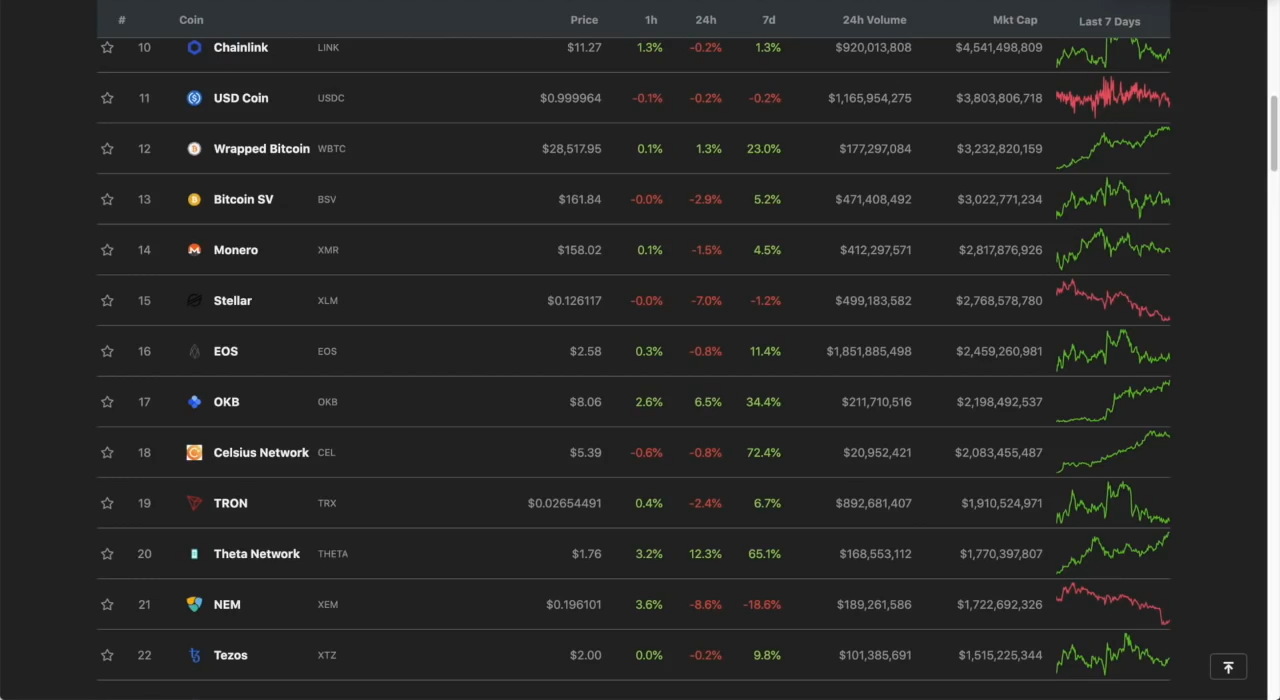 # Coin Price 1h 24h 7d 24h Volume Mkt Cap Last 7 Days
10 Chainlink LINK $11.27 1.3% -0.2% 1.3% $920,013,808 $4,541,498,809
11 USD Coin USDC $0.999964 -0.1% -0.2% -0.2% $1,165,954,275 $3,803,806,718
12 Wrapped Bitcoin WBTC $28,517.95 0.1% 1.3% 23.0% $177,297,084 $3,232,820,159
13 Bitcoin SV BSV $161.84 -0.0% -2.9% 5.2% $471,408,492 $3,022,771,234
14 Monero XMR $158.02 0.1% -1.5% 4.5% $412,297,571 $2,817,876,926
15 Stellar XLM $0.126117 -0.0% -7.0% -1.2% $499,183,582 $2,768,578,780
16 EOS EOS $2.58 0.3% -0.8% 11.4% $1,851,885,498 $2,459,260,981
17 OKB OKB $8.06 2.6% 6.5% 34.4% $211,710,516 $2,198,492,537
18 Celsius Network CEL $5.39 -0.6% -0.8% 72.4% $20,952,421 $2,083,455,487
19 TRON TRX $0.02654491 0.4% -2.4% 6.7% $892,681,407 $1,910,524,971
20 Theta Network THETA $1.76 3.2% 12.3% 65.1% $168,553,112 $1,770,397,807
21 NEM XEM $0.196101 3.6% -8.6% -18.6% $189,261,586 $1,722,692,326
22 Tezos XTZ $2.00 0.0% -0.2% 9.8% $101,385,691 $1,515,225,344